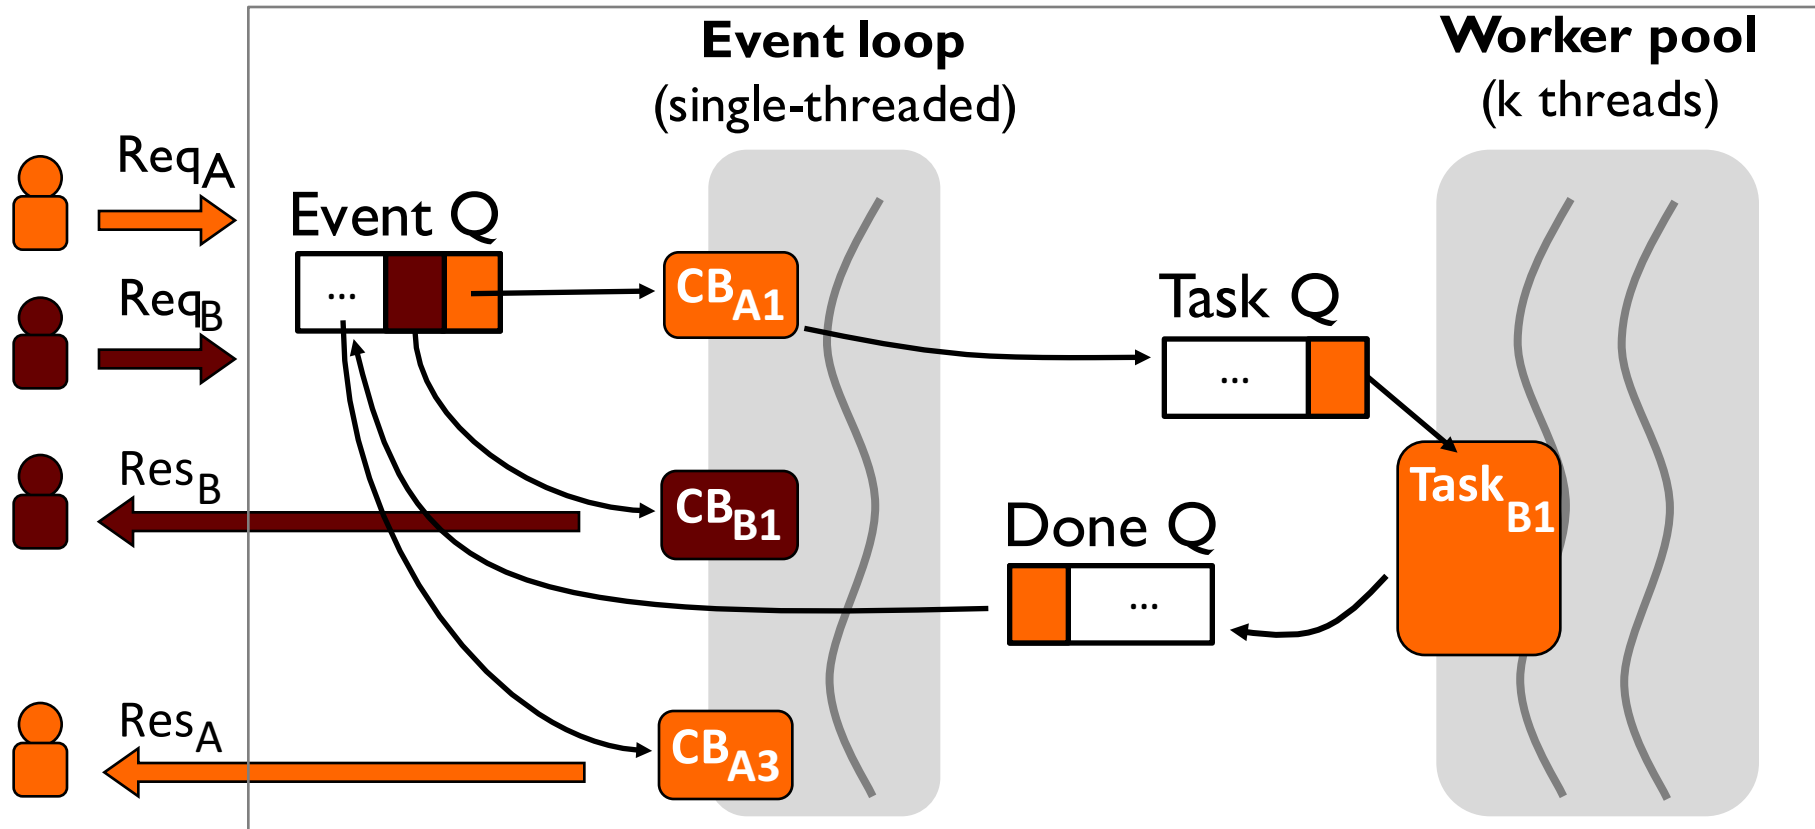 Event loop
(single-threaded)
Worker pool
(k threads)
ReqA
Event Q
...
CBA1
ReqB
Task Q
...
ResB
CBB1
TaskB1
Done Q
...
ResA
CBA3